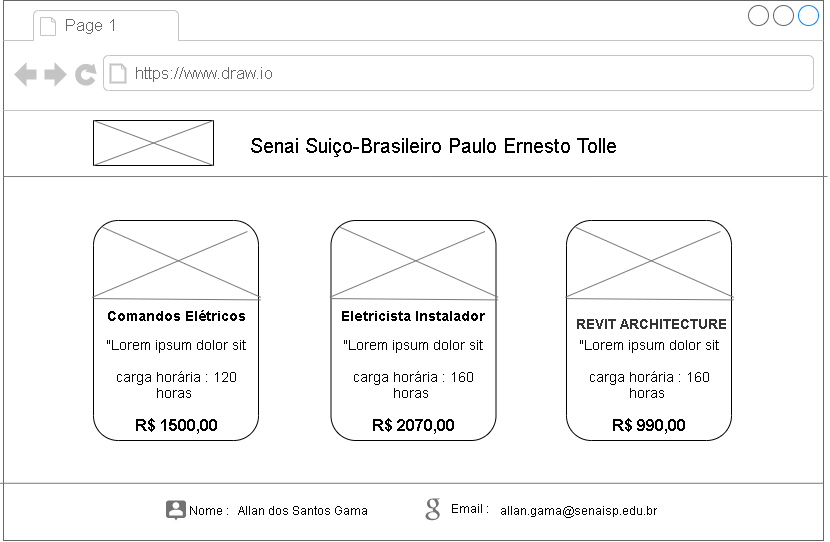 Page 1
https://www.draw.io
Senai Suiço-Brasileiro Paulo Ernesto Tolle
Comandos Elétricos
"Lorem ipsum dolor sit
carga horária : 120
horas
R$ 1500,00
Eletricista Instalador
"Lorem ipsum dolor sit
carga horária : 160
horas
R$ 2070,00
REVIT ARCHITECTURE
"Lorem ipsum dolor sit
carga horária : 160
horas
R$ 990,00
Nome : Allan dos Santos Gama
g Email : allan.gama@senaisp.edu.br